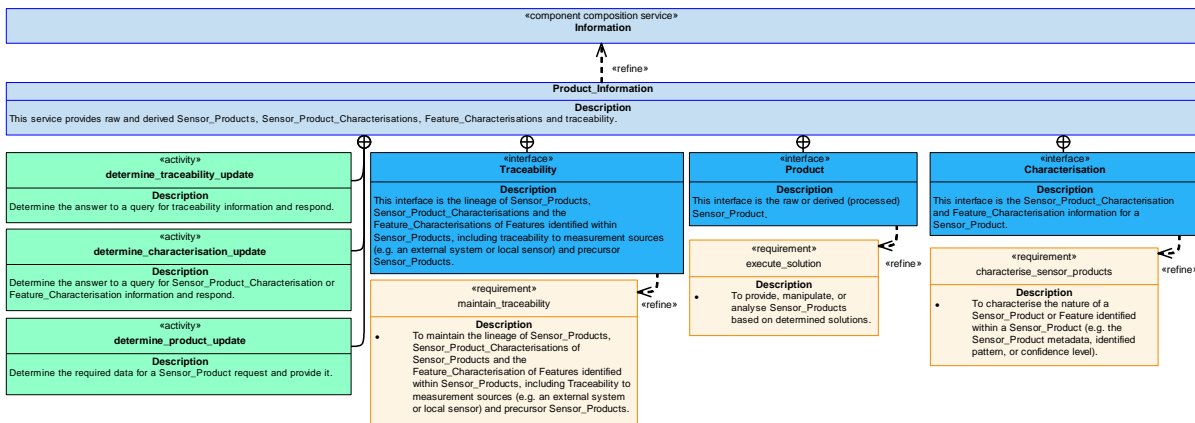 «component composition service»
Information
«refine»
Product_Information
Description
This service provides raw and derived Sensor_Products, Sensor_Product_Characterisations, Feature_Characterisations and traceability.
«activity»
determine_traceability_update
Description
Determine the answer to a query for traceability information and respond.
«activity»
determine_characterisation_update
Description
Determine the answer to a query for Sensor_Product_Characterisation or
Feature_Characterisation information and respond.
«activity»
determine_product_update
Description
Determine the required data for a Sensor_Product request and provide it.
«interface»
Traceability
Description
This interface is the lineage of Sensor_Products,
Sensor_Product_Characterisations and the
Feature_Characterisations of Features identified within
Sensor_Products, including traceability to measurement sources
(e.g. an external system or local sensor) and precursor
Sensor_Products.
«refine»
«requirement»
maintain_traceability
Description
• To maintain the lineage of Sensor_Products,
Sensor_Product_Characterisations of
Sensor_Products and the
Feature_Characterisation of Features identified
within Sensor_Products, including Traceability to
measurement sources (e.g. an external system
or local sensor) and precursor Sensor_Products.
«interface»
Product
Description
This interface is the raw or derived (processed)
Sensor_Product,
«refine»
«requirement»
execute_solution
Description
• To provide, manipulate, or
analyse Sensor_Products
based on determined solutions.
«interface»
Characterisation
Description
This interface is the Sensor_Product_Characterisation
and Feature_Characterisation information for a
Sensor_Product.
«refine»
«requirement»
characterise_sensor_products
Description
• To characterise the nature of a
Sensor_Product or Feature identified
within a Sensor_Product (e.g. the
Sensor_Product metadata, identified
pattern, or confidence level).